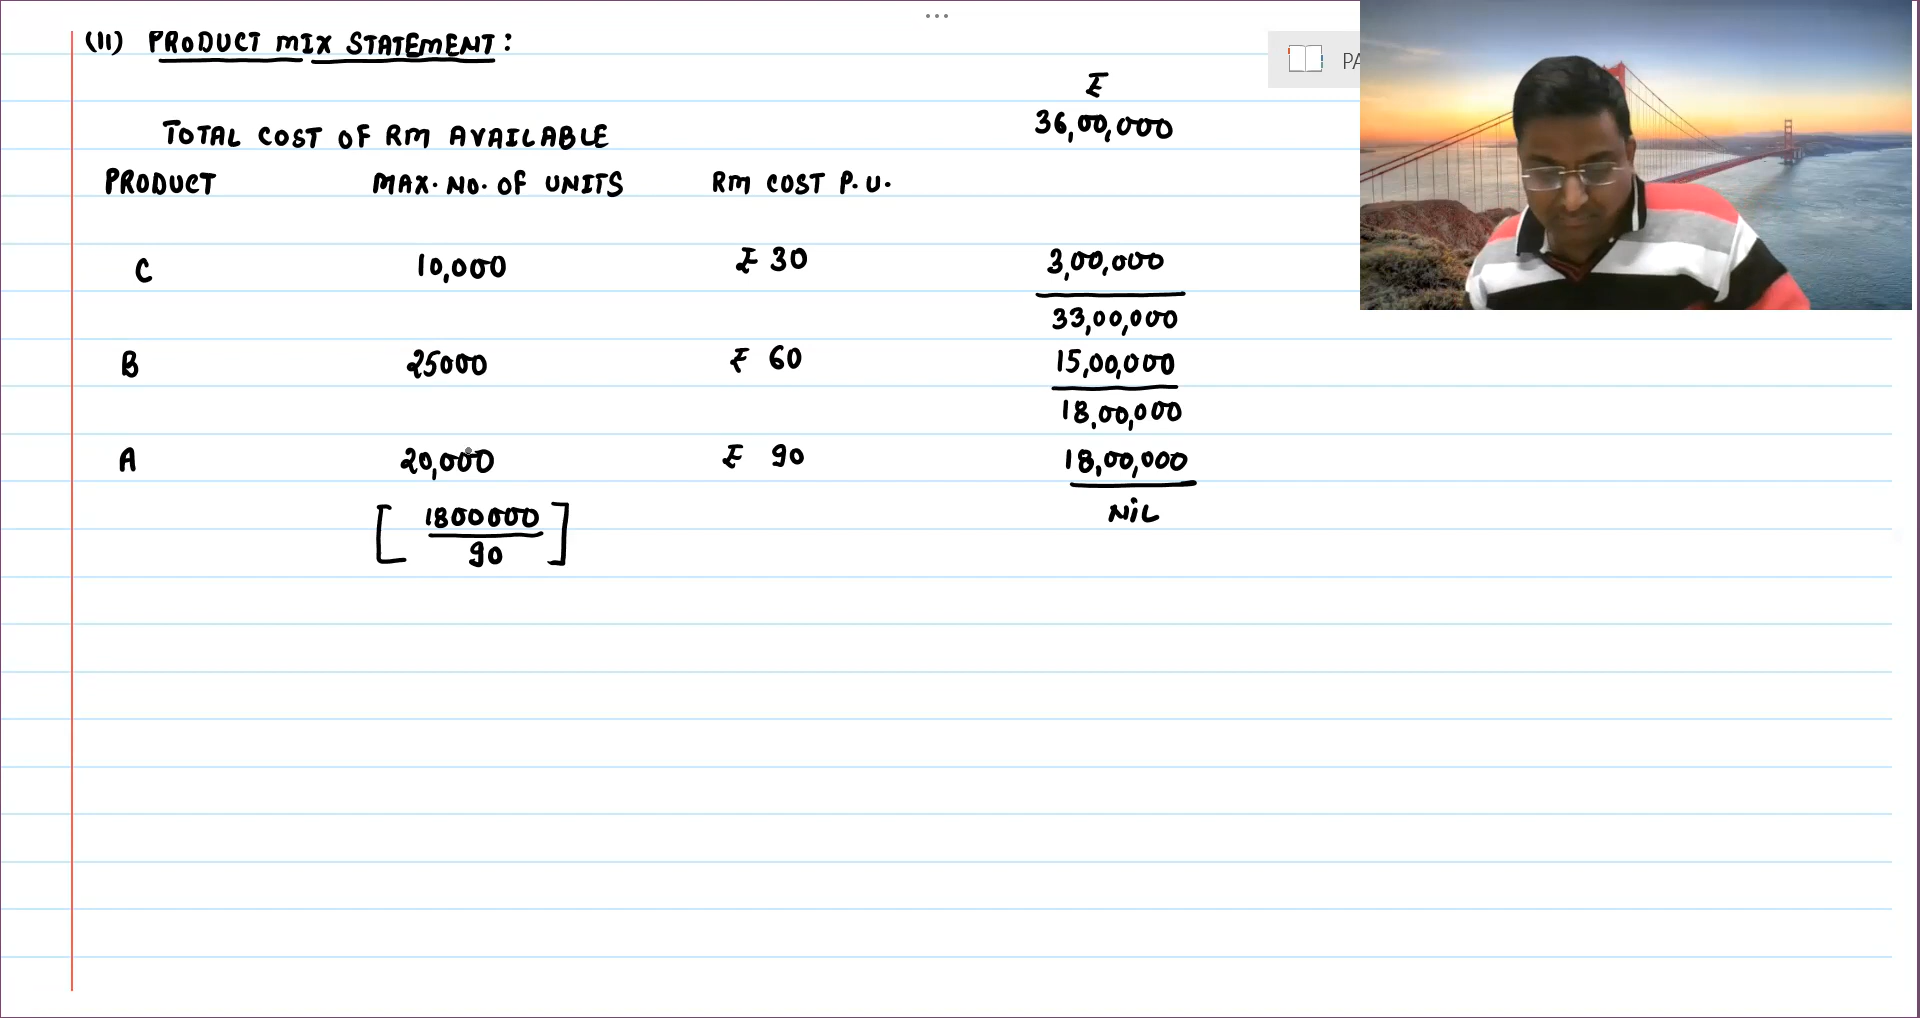 (II) PRODUCT MIX STATEMENT:
₹
TOTAL COST OF RM AVAILABLE 36,00,000
PRODUCT MAX. NO. OF UNITS RM COST P.U.
C 10,000 ₹ 30 3,00,000
33,00,000
B 25000 ₹ 60 15,00,000
18,00,000
A 20,000 ₹ 90 18,00,000
[1800000 NIL
90]